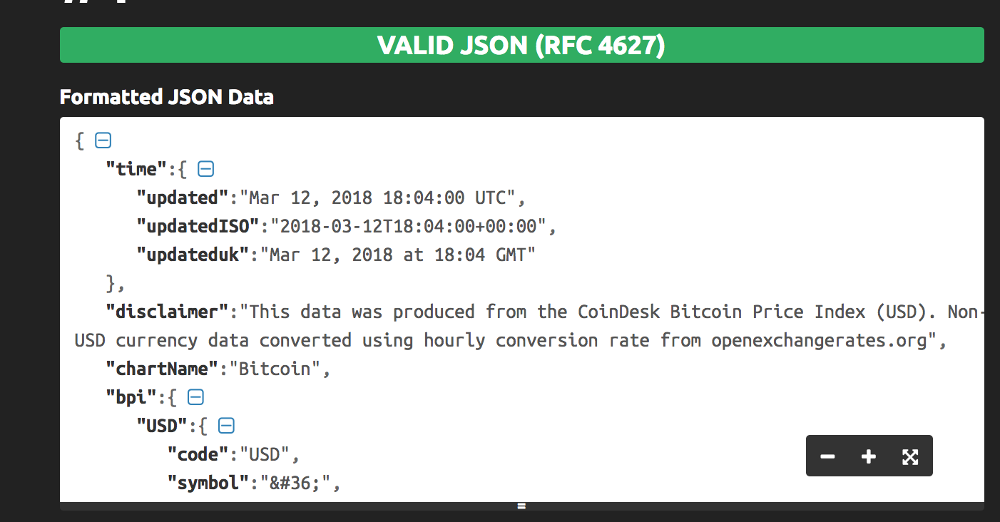 VALID JSON (RFC 4627)
Formatted JSON Data
{
"time":{
"updated":"Mar 12, 2018 18:04:00 UTC",
"updatedISO":"2018-03-12T18:04:00+00:00",
"updateduk":"Mar 12, 2018 at 18:04 GMT"
},
"disclaimer":"This data was produced from the CoinDesk Bitcoin Price Index (USD). Non-
USD currency data converted using hourly conversion rate from openexchangerates.org",
"chartName":"Bitcoin",
"bpi":{
"USD":{
"code":"USD",
"symbol":"&#36;",